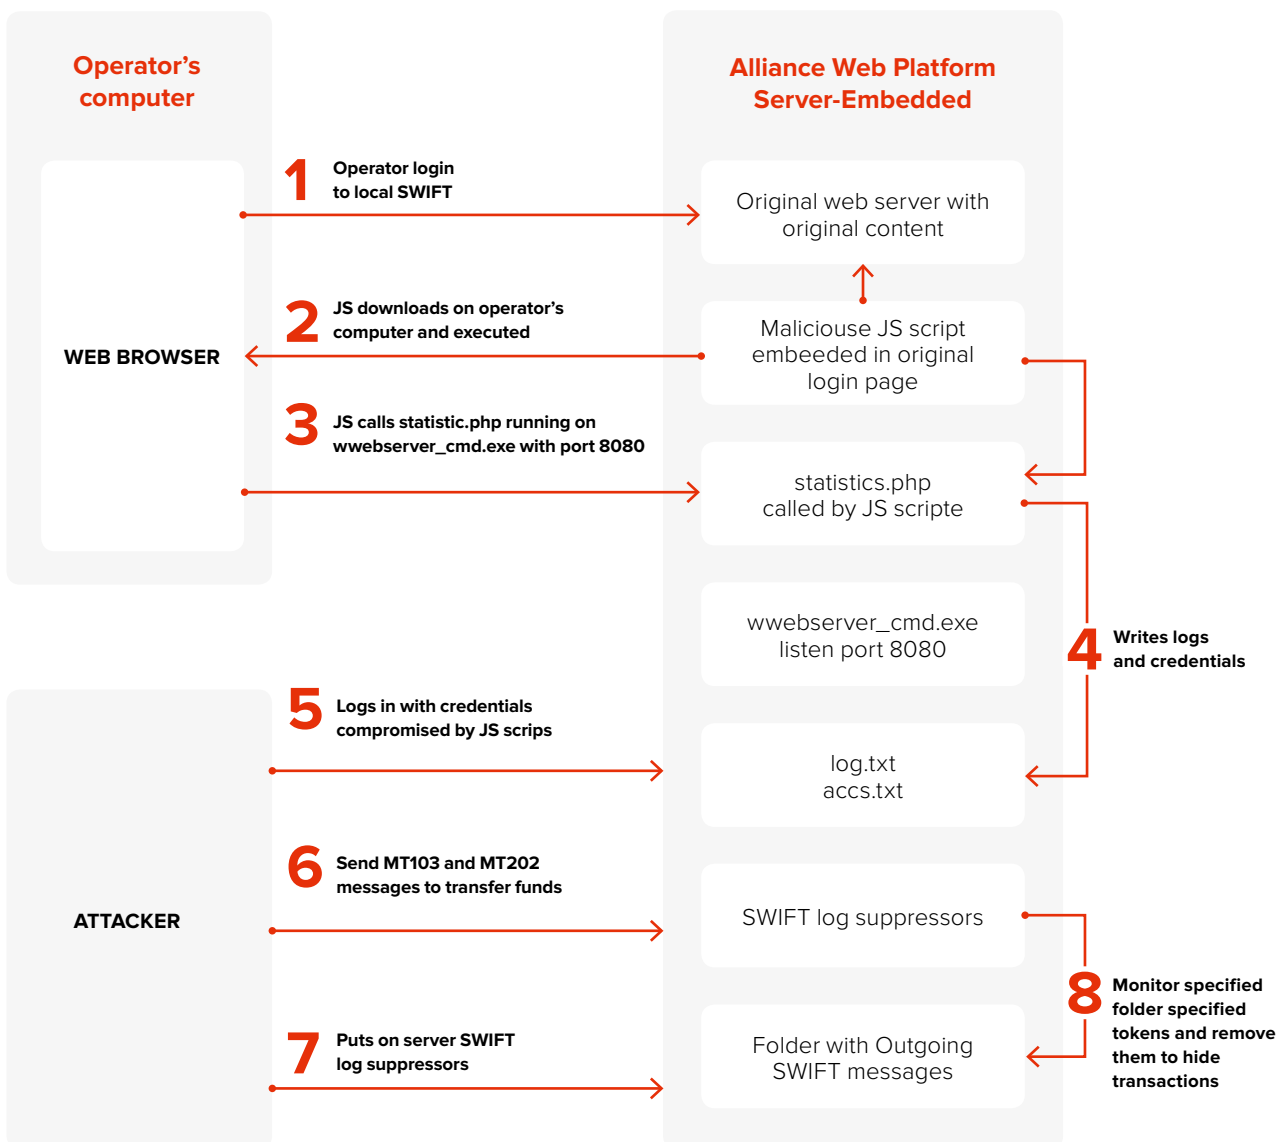 Operator’s
computer
Alliance Web Platform
Server-Embedded
1
Operator login
to local SWIFT
Original web server with
original content
2
JS downloads on operator’s
computer and executed
WEB BROWSER
Maliciouse JS script
embeeded in original
login page
3
JS calls statistic.php running on
wwebserver_cmd.exe with port 8080
statistics.php
called by JS scripte
wwebserver_cmd.exe
listen port 8080
4
Writes logs
and credentials
5
Logs in with credentials
compromised by JS scrips
log.txt
accs.txt
6
Send MT103 and MT202
messages to transfer funds
ATTACKER
SWIFT log suppressors
8
Monitor specified
folder specified
tokens and remove
them to hide
transactions
7
Puts on server SWIFT
log suppressors
Folder with Outgoing
SWIFT messages